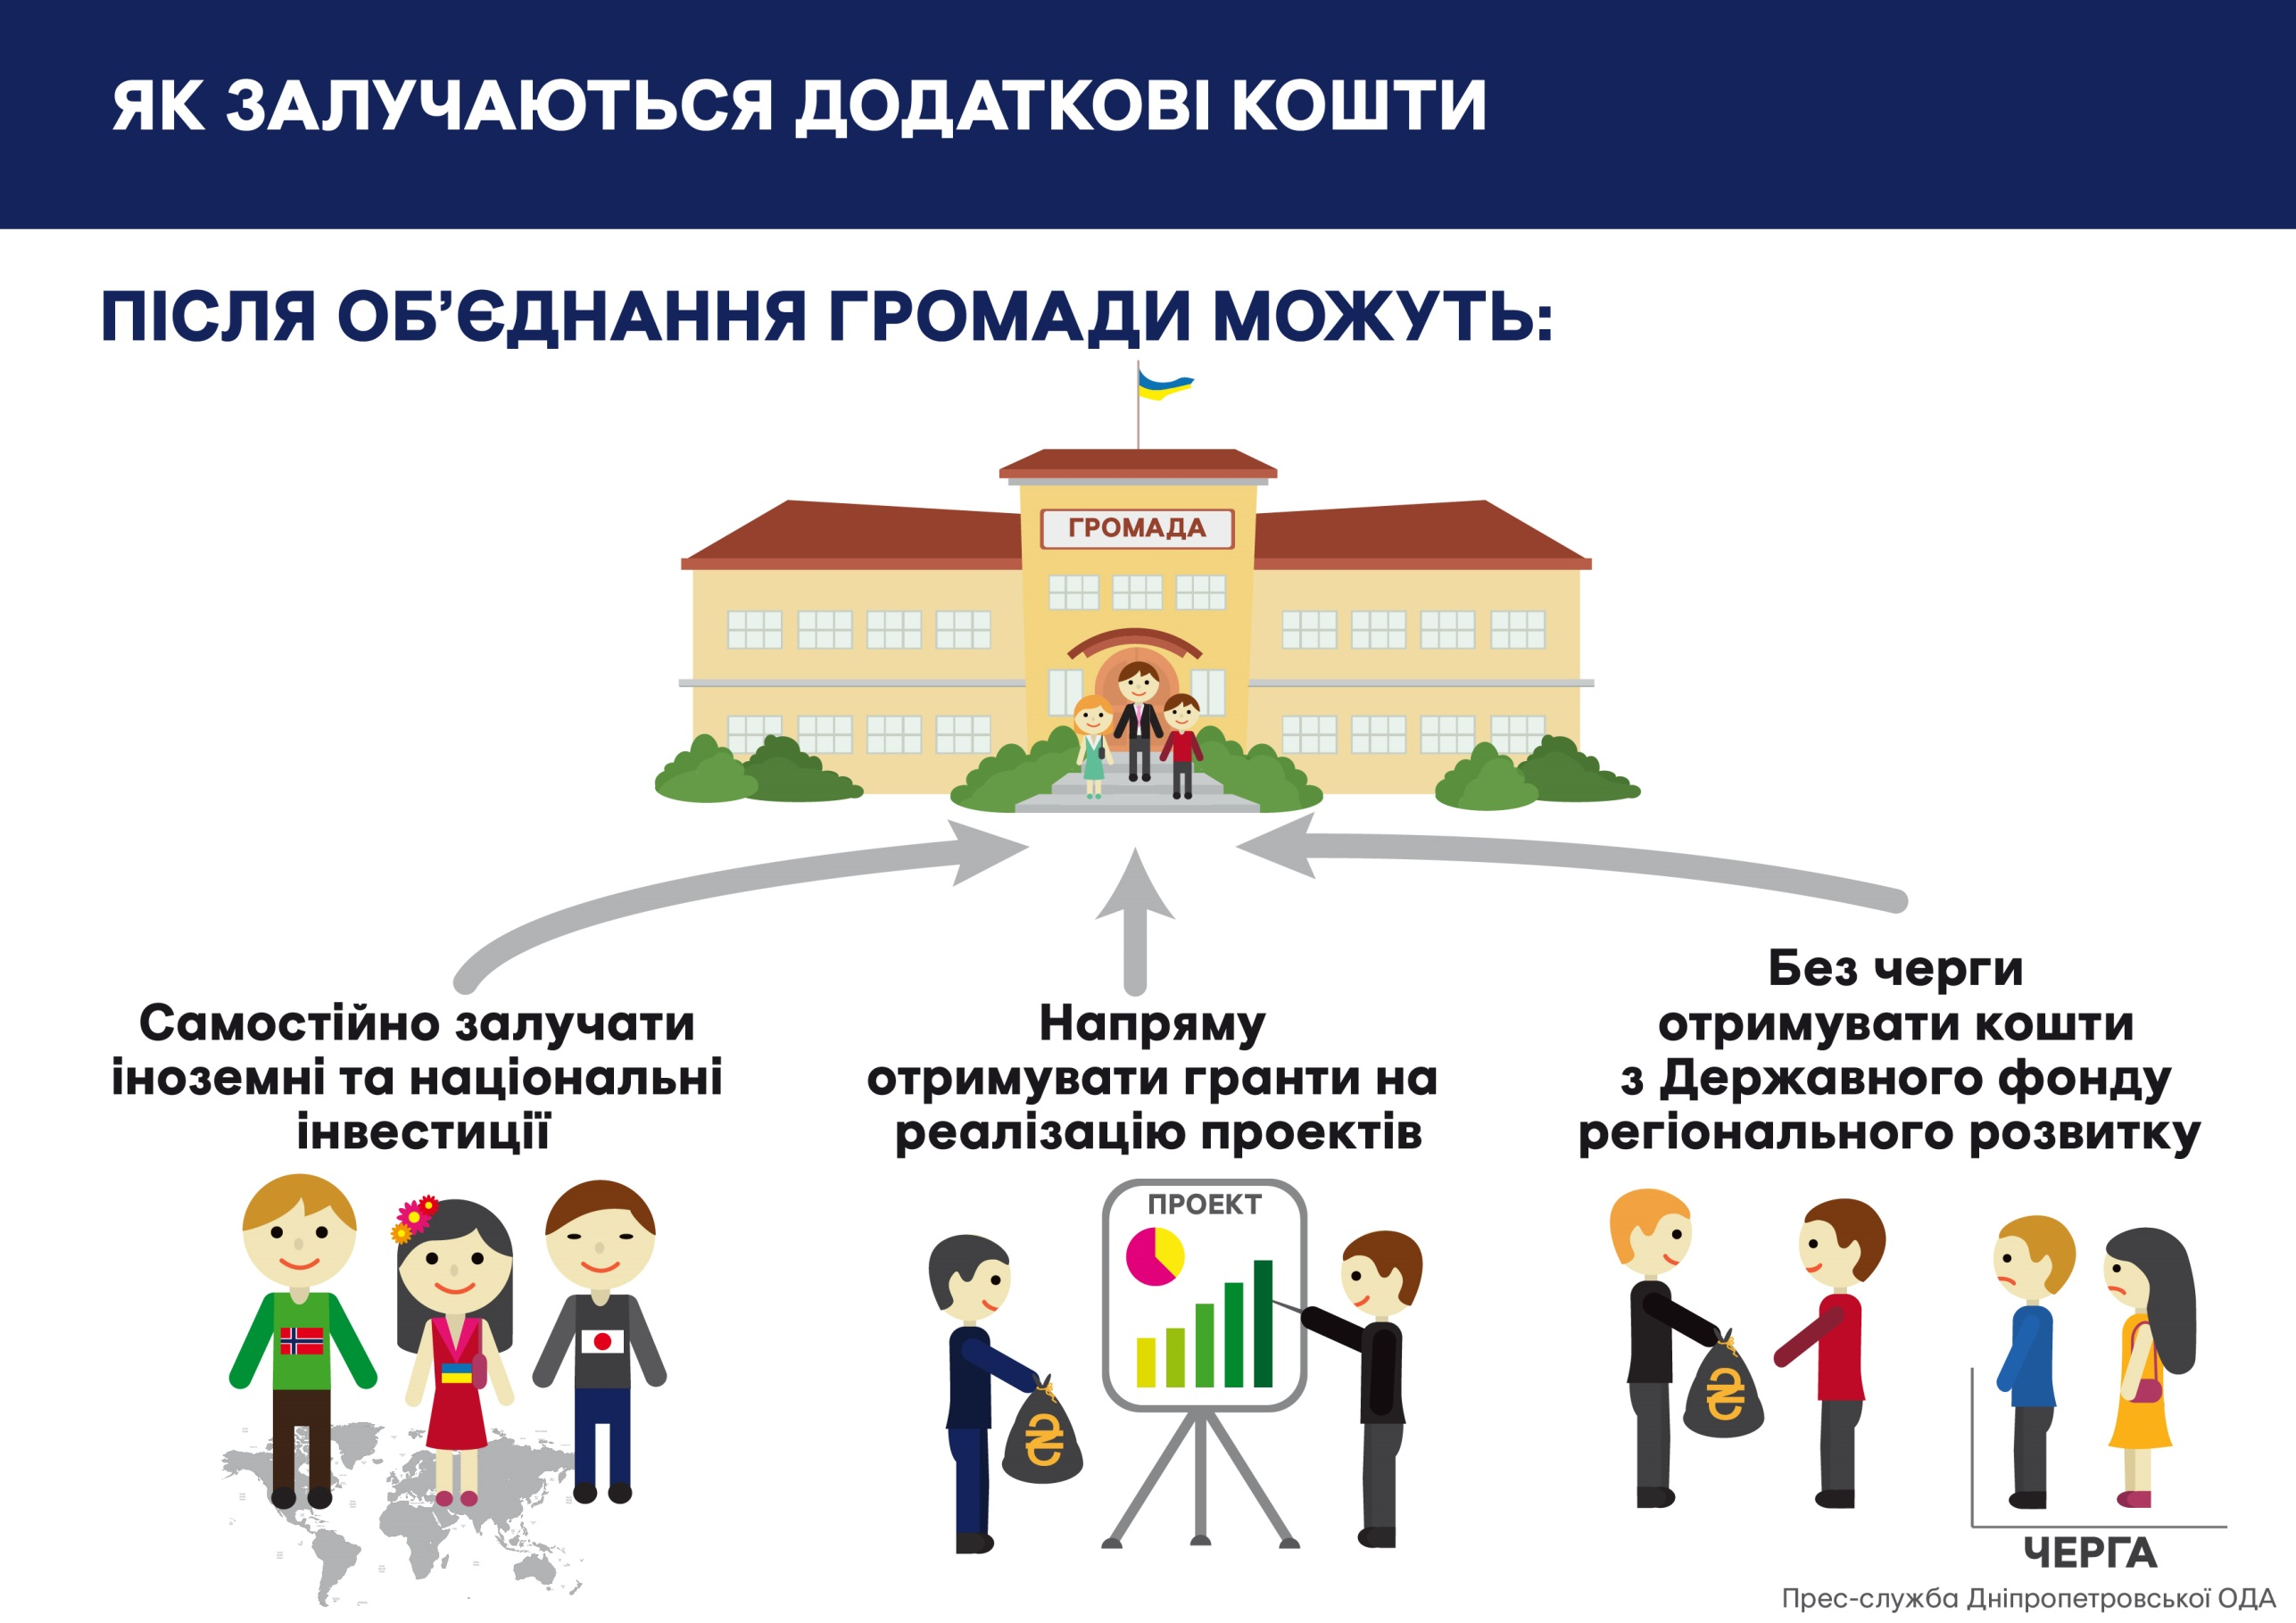 ЯК ЗАЛУЧАЮТЬСЯ ДОДАТКОВІ КОШТИ
ПІСЛЯ ОБ’ЄДНАННЯ ГРОМАДИ МОЖУТЬ:
ГРОМАДА
Самостійно залучати
іноземні та національні
інвестиції
Напряму
отримувати гранти на
реалізацію проектів
ПРОЕКТ
Без черги
отримувати кошти
з Державного фонду
регіонального розвитку
₴
₴
ЧЕРГА
Прес-служба Дніпропетровської ОДА